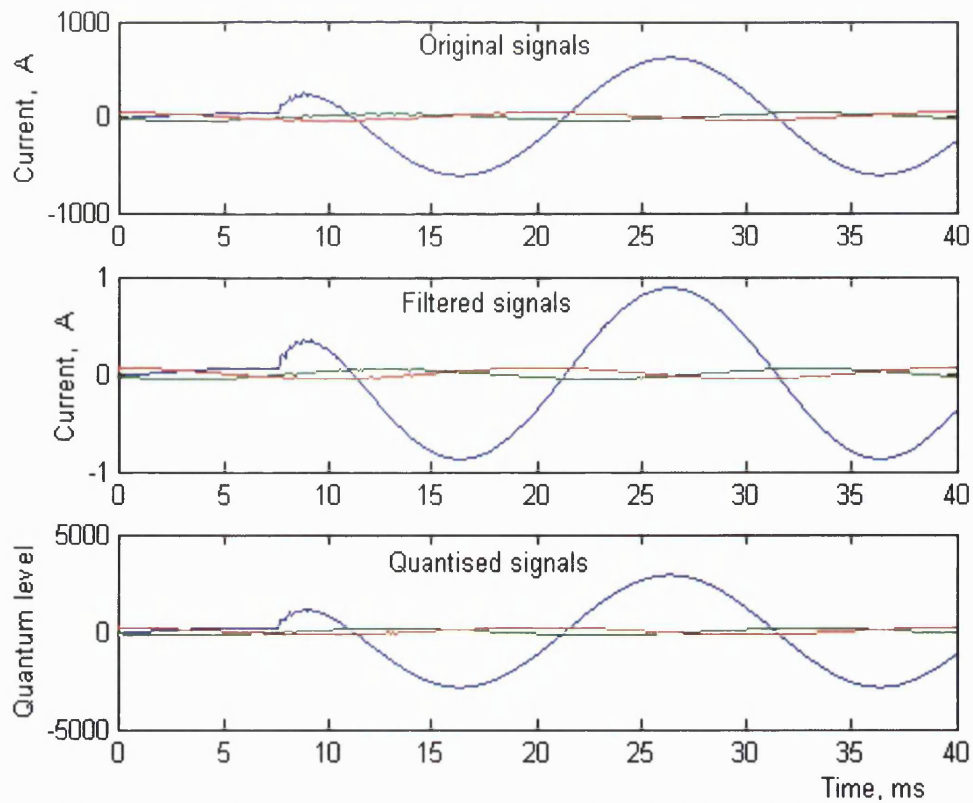 1000
Original signals
Current, A
0
-1000
0 5 10 15 20 25 30 35 40
1
Filtered signals
Current, A
0
-1
0 5 10 15 20 25 30 35 40
5000
Quantised signals
Quantum level
0
-5000
0 5 10 15 20 25 30 35 40
Time, ms